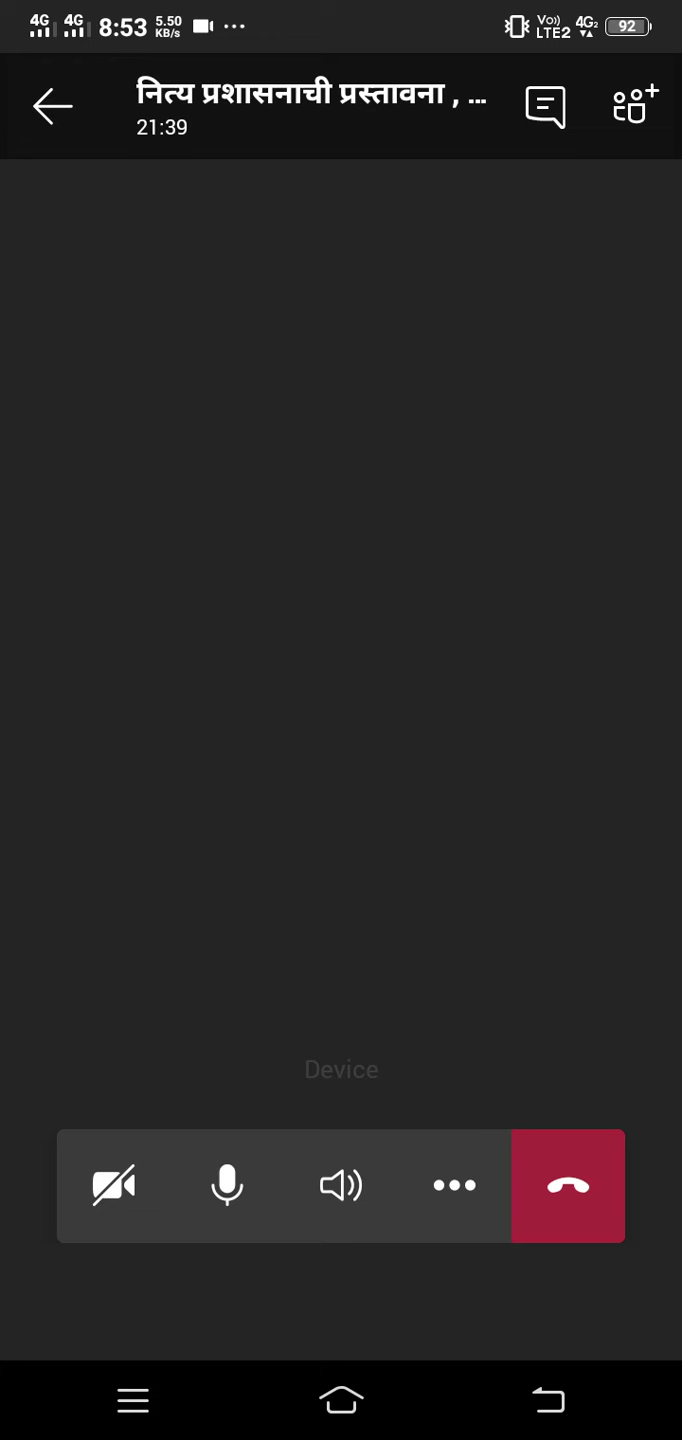 4G 4G 8:53 5.50 KB/s ... Vo)) LTE2 4G2 92
नित्य प्रशासनाची प्रस्तावना , ...
21:39
Device